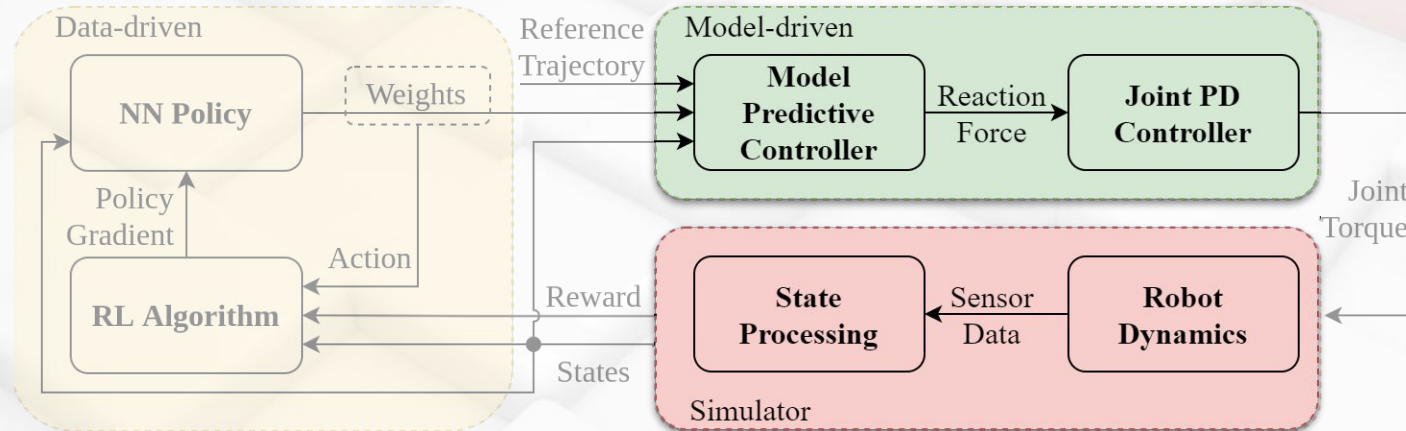 Data-driven
NN Policy
Weights
Policy
Gradient
Action
RL Algorithm
Reference
Trajectory
Model-driven
Model
Predictive
Controller
Reaction
Force
Joint PD
Controller
Joint
Torque
Reward
States
State
Processing
Sensor
Data
Robot
Dynamics
Simulator